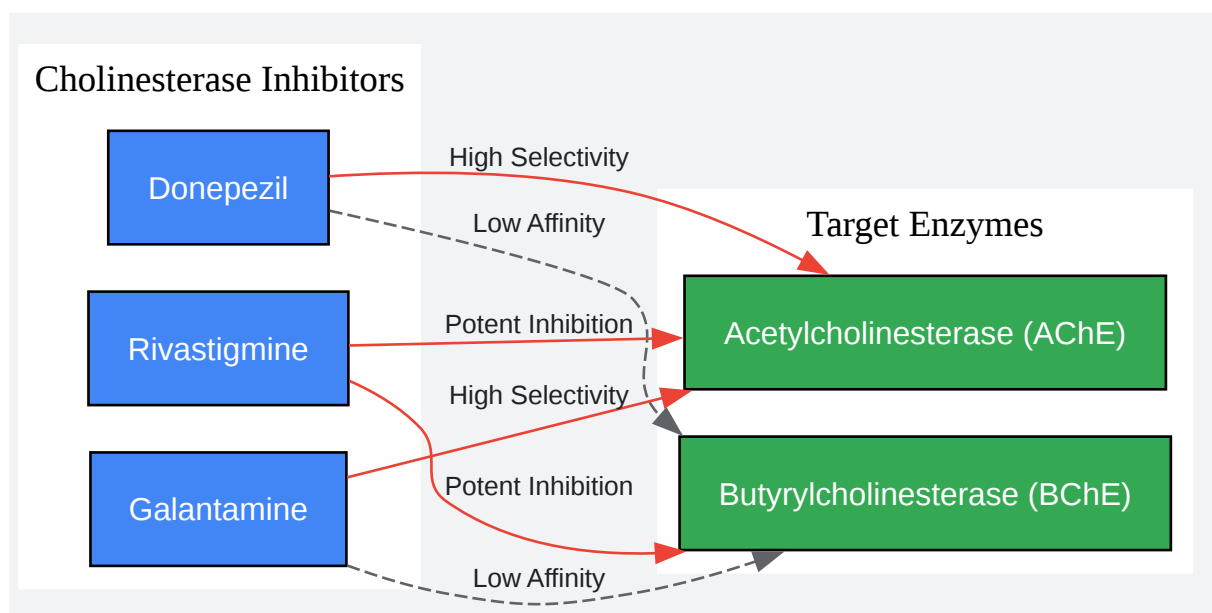 Cholinesterase Inhibitors
Donepezil
High Selectivity
Low Affinity
Target Enzymes
Rivastigmine
Potent Inhibition
Acetylcholinesterase (AChE)
High Selectivity
Galantamine
Potent Inhibition
Butyrylcholinesterase (BChE)
Low Affinity